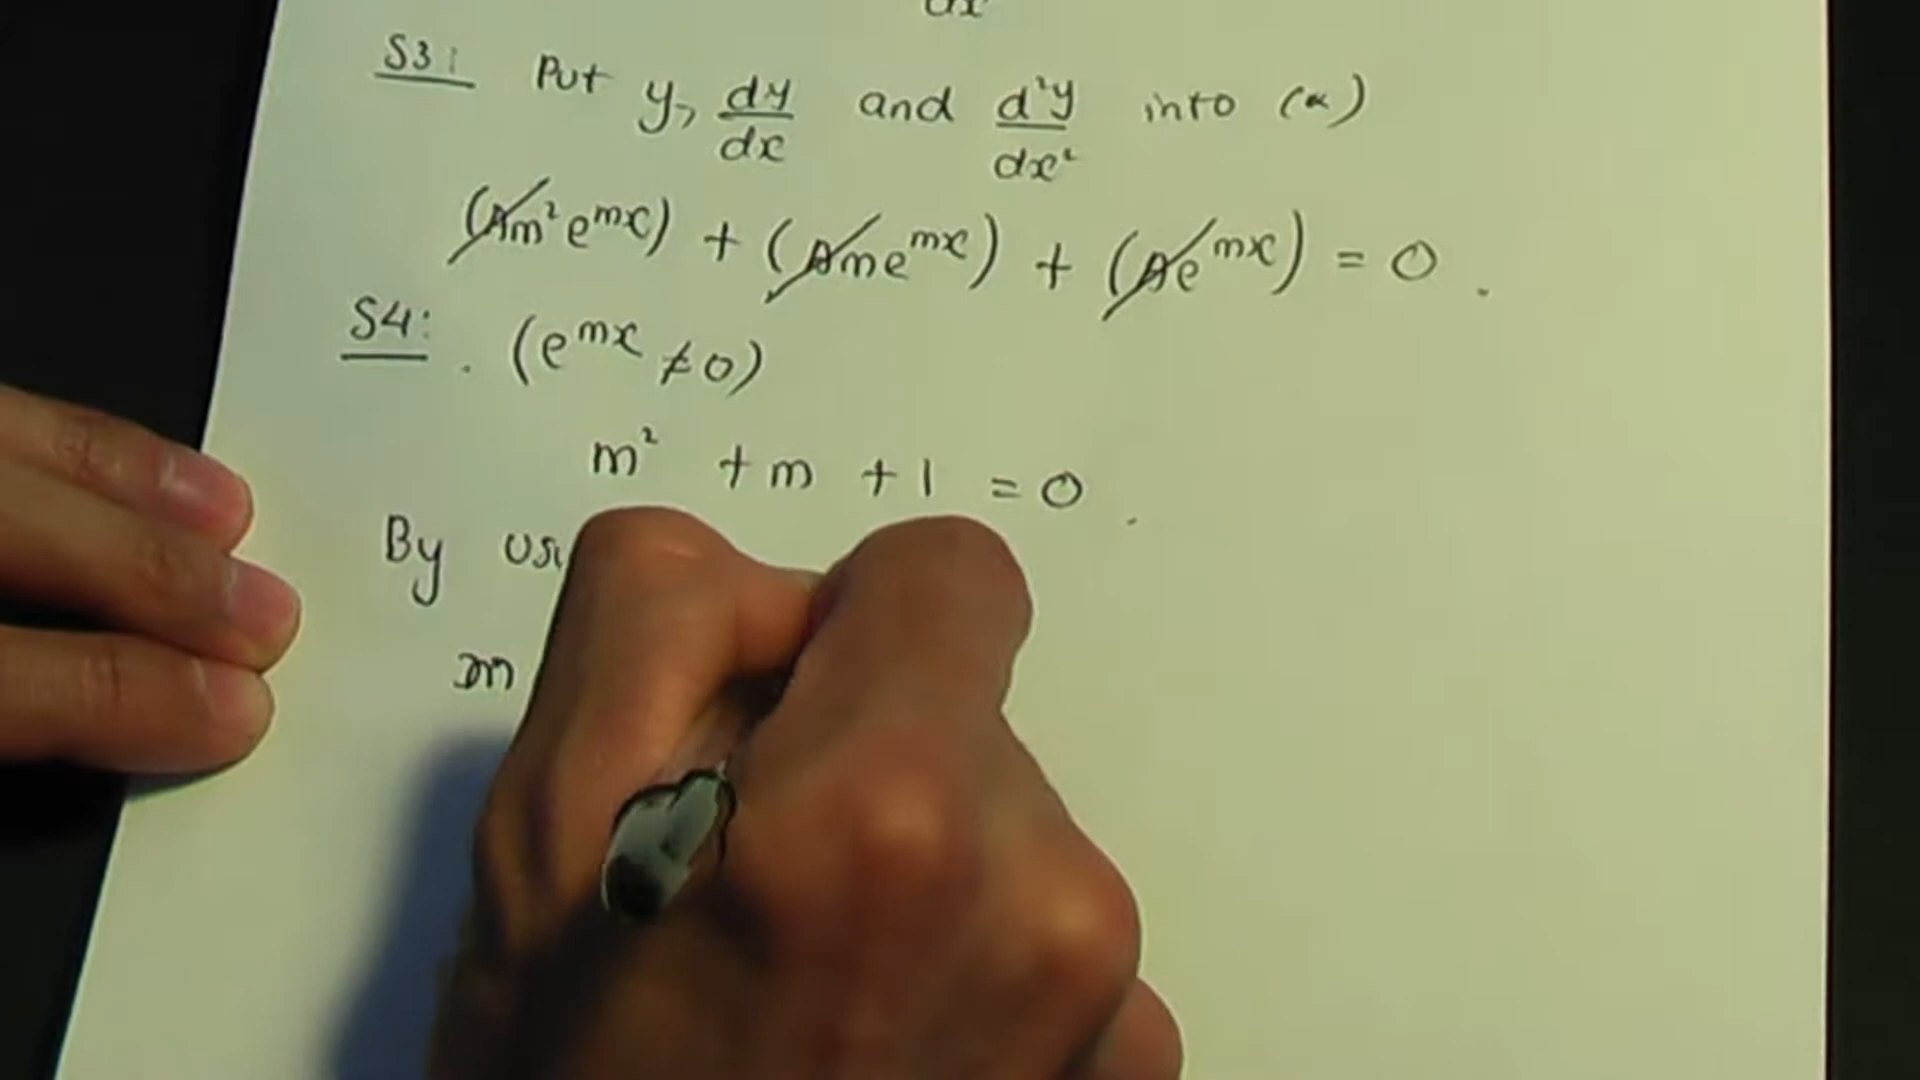 dx
S3: Put y, dy/dx and d²y/dx² into (*)
(Am²e^mx) + (Ame^mx) + (Ae^mx) = 0.
S4: . (e^mx ≠ 0)
m² + m + 1 = 0.
By
m